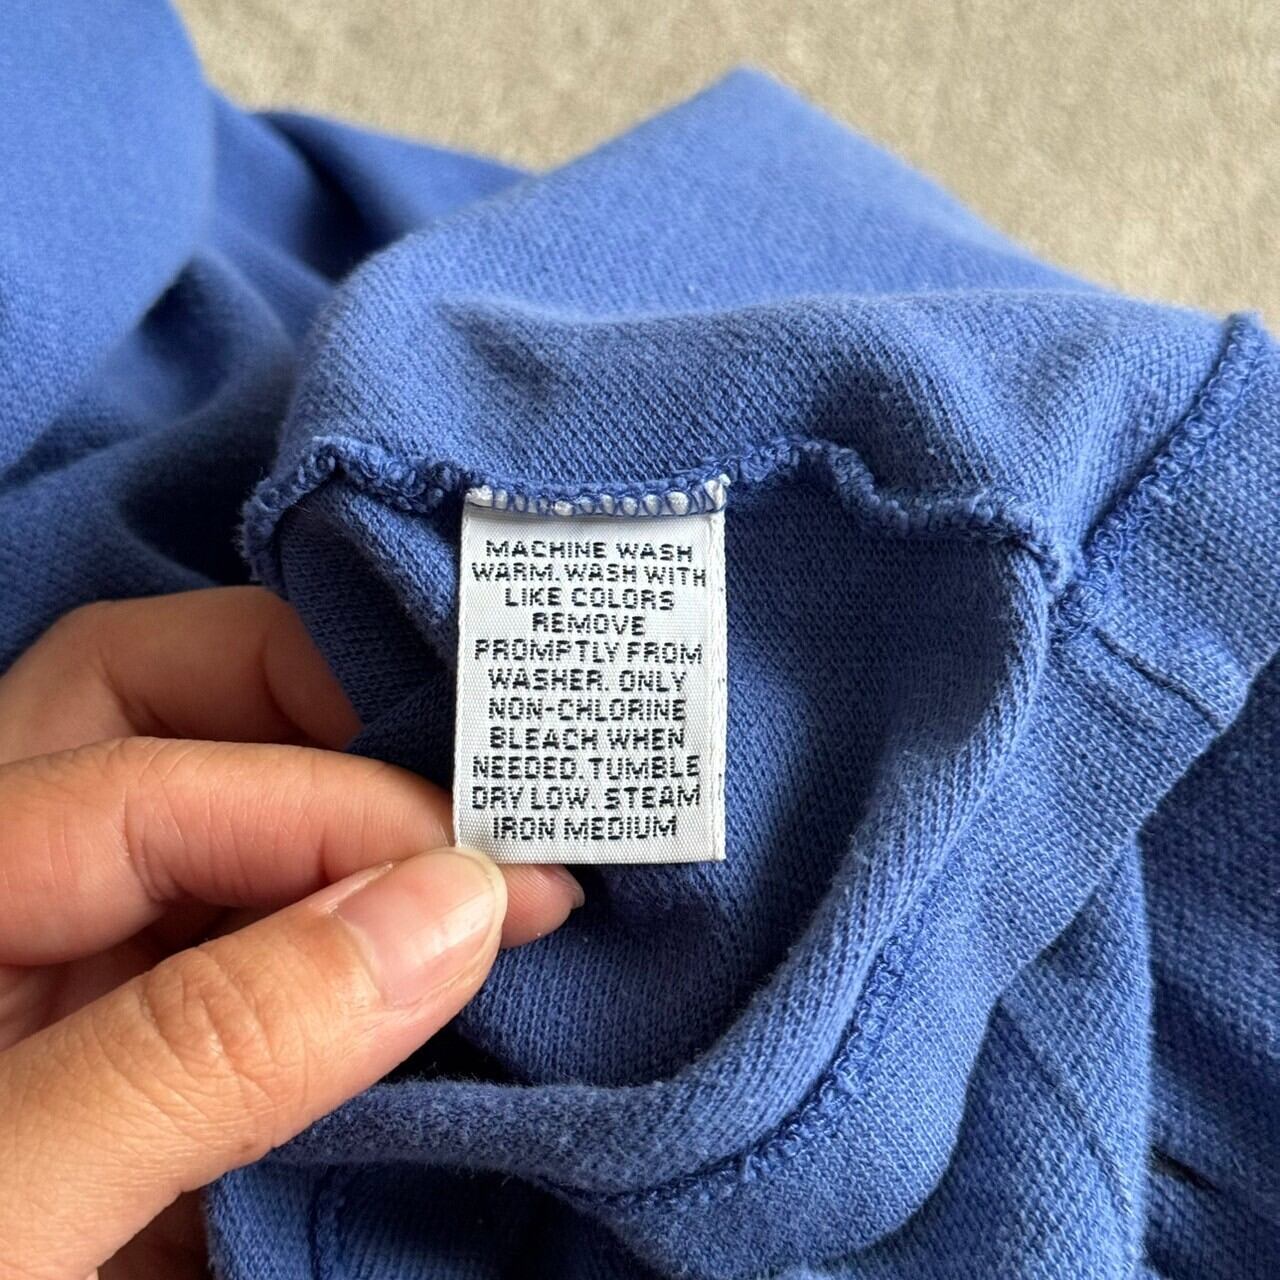 MACHINE WASH
WARM. WASH WITH
LIKE COLORS
REMOVE
PROMPTLY FROM
WASHER. ONLY
NON-CHLORINE
BLEACH WHEN
NEEDED. TUMBLE
DRY LOW. STEAM
IRON MEDIUM